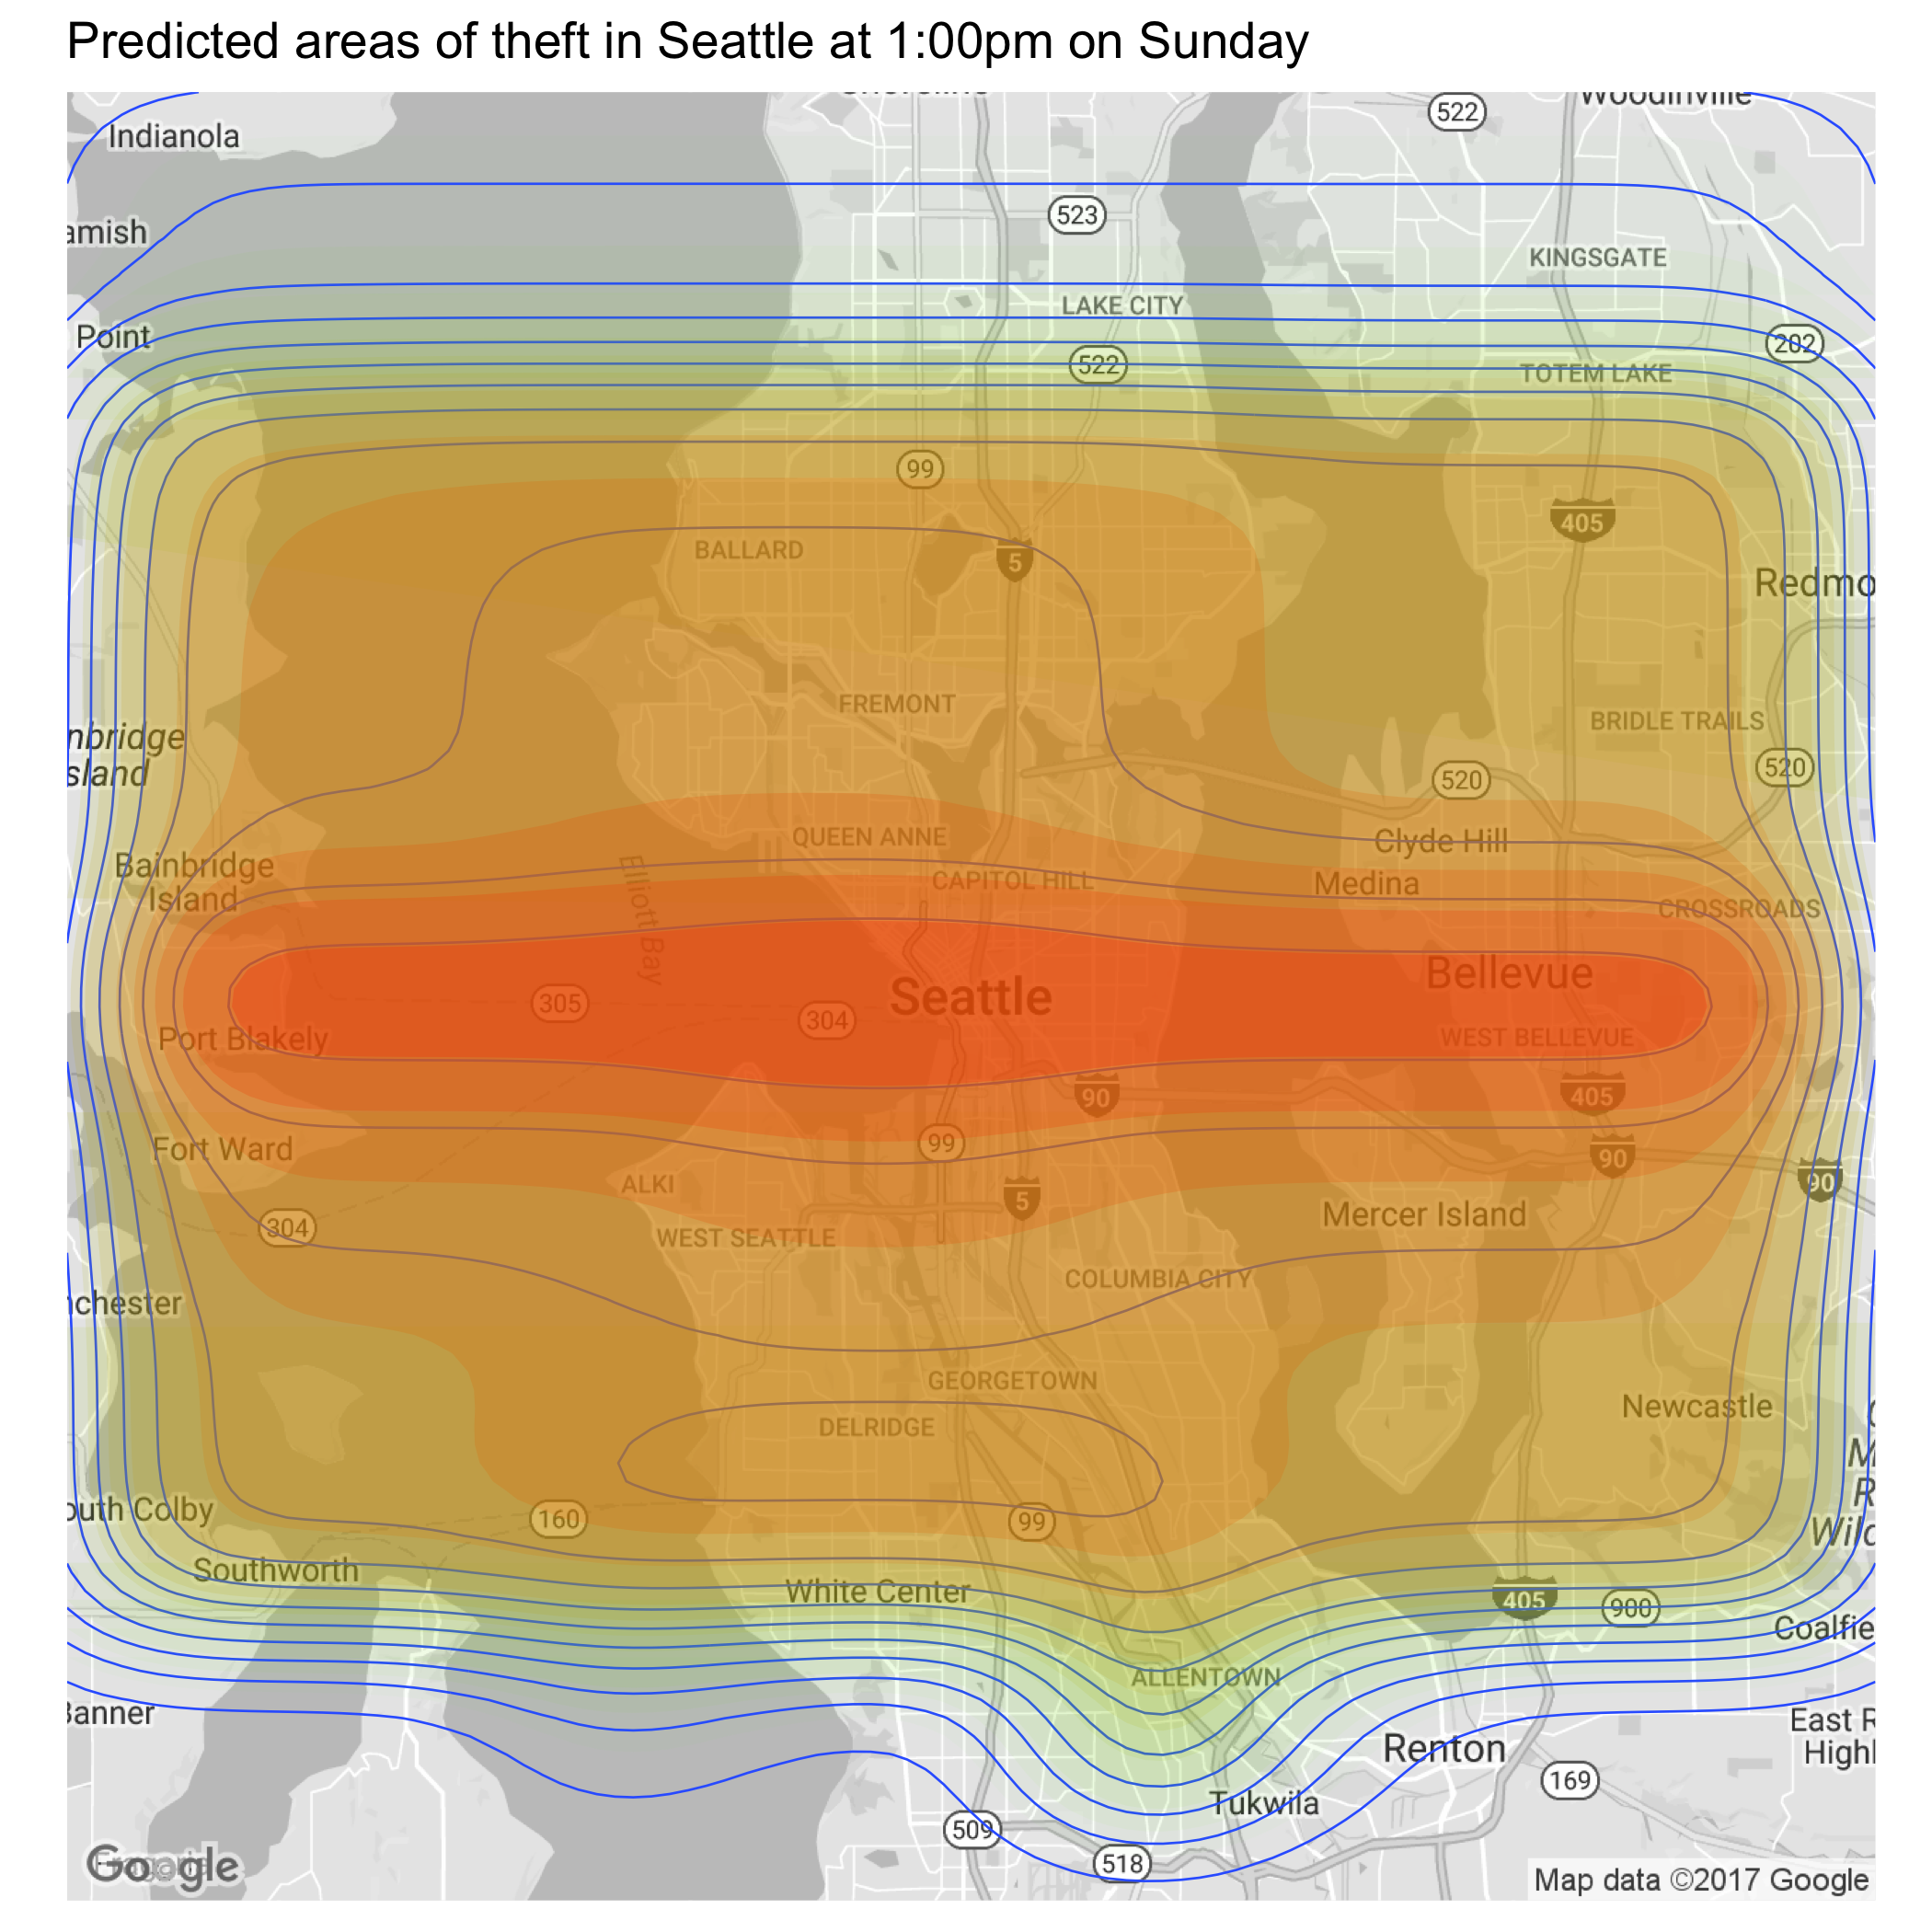 Predicted areas of theft in Seattle at 1:00pm on Sunday
Woodinville
522
Indianola
523
amish
KINGSGATE
LAKE CITY
Point
202
522
TOTEM LAKE
99
405
BALLARD
5
Redmo
FREMONT
BRIDLE TRAILS
nbridge
sland
520
520
QUEEN ANNE
Clyde Hill
Bainbridge
Island
Elliott Bay
CAPITOL HILL
Medina
CROSSROADS
Seattle
Bellevue
305
304
Port Blakely
WEST BELLEVUE
90
405
99
Fort Ward
90
90
ALKI
5
304
WEST SEATTLE
Mercer Island
COLUMBIA CITY
nchester
GEORGETOWN
DELRIDGE
Newcastle
M
R
Wild
outh Colby
160
99
Southworth
White Center
405
900
Coalfie
ALLENTOWN
Banner
East R
Highl
Renton
169
Tukwila
509
518
Google
Map data ©2017 Google